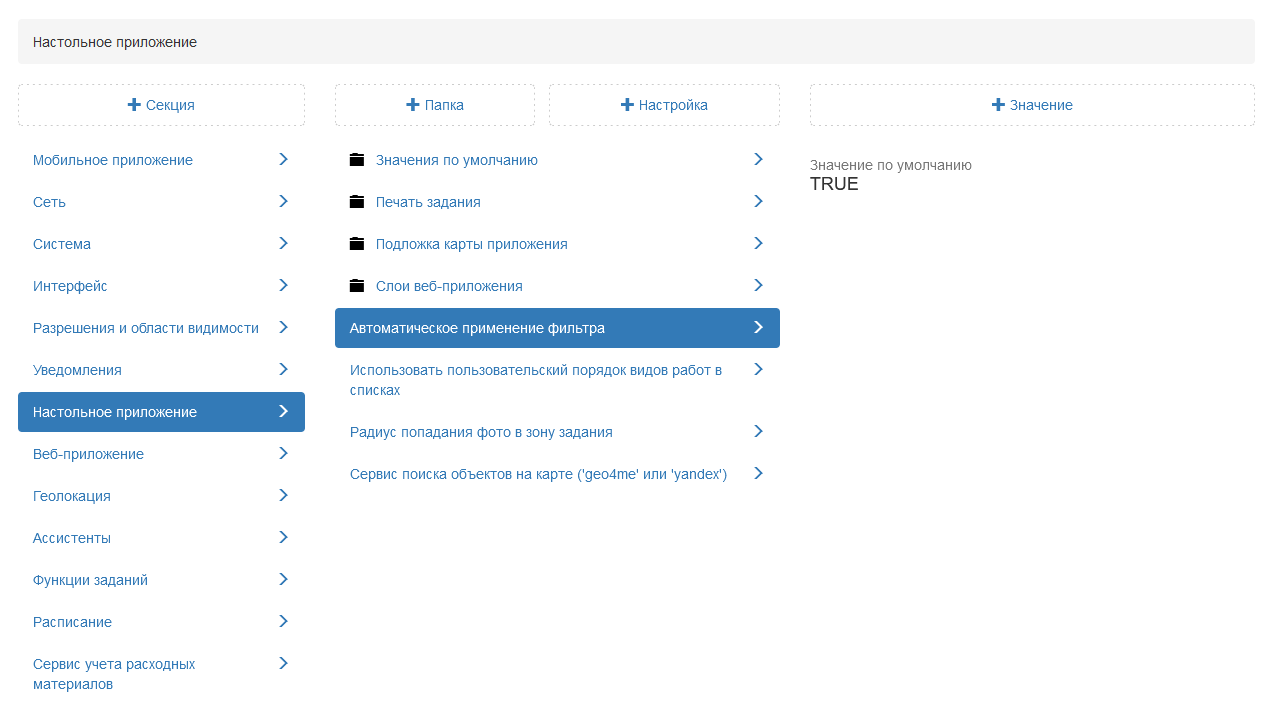 Настольное приложение
Секция
Папка
Настройка
Значение
Мобильное приложение
Сеть
Система
Интерфейс
Разрешения и области видимости
Уведомления
Настольное приложение
Веб-приложение
Геолокация
Ассистенты
Функции заданий
Расписание
Сервис учета расходных
материалов
Значения по умолчанию
Печать задания
Подложка карты приложения
Слои веб-приложения
Автоматическое применение фильтра
Использовать пользовательский порядок видов работ в
списках
Радиус попадания фото в зону задания
Сервис поиска объектов на карте ('geo4me' или 'yandex')
Значение по умолчанию
TRUE